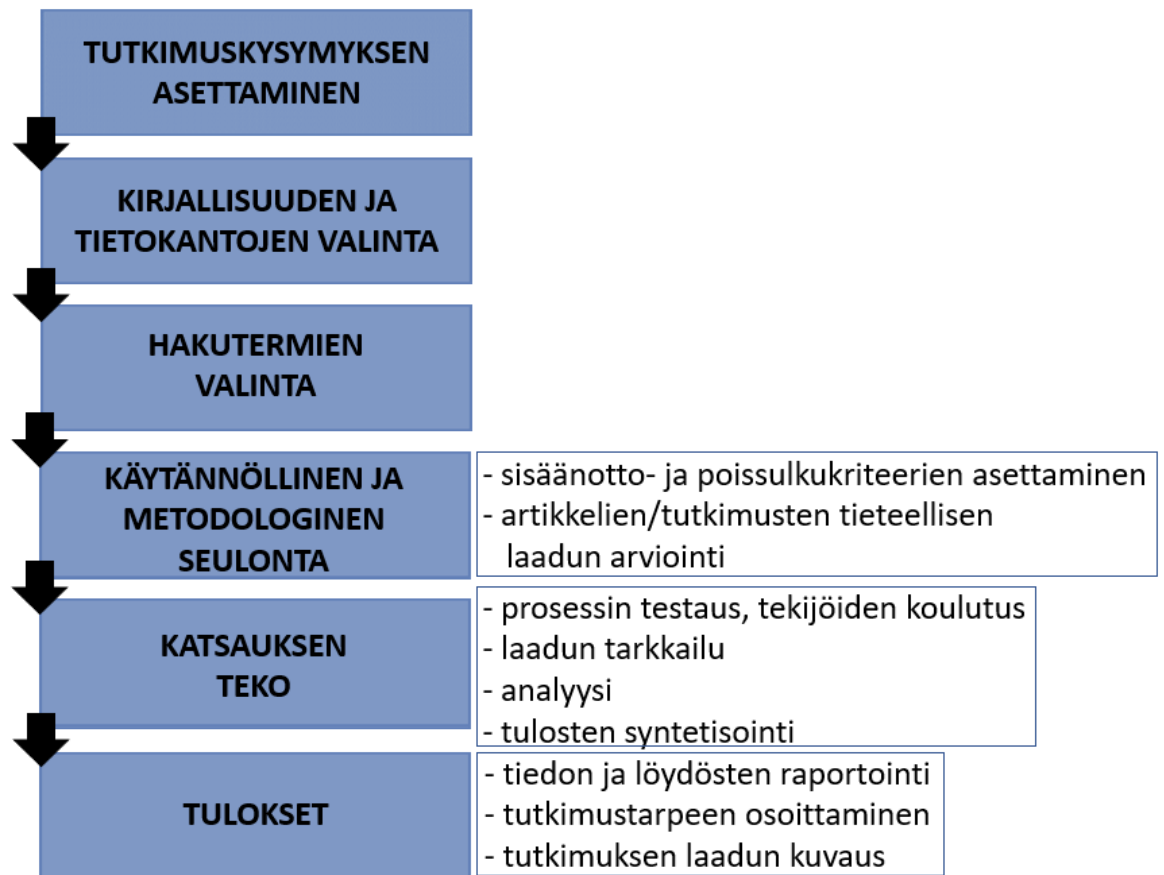 TUTKIMUSKYSYMYKSEN
ASETTAMINEN
KIRJALLISUUDEN JA
TIETOKANTOJEN VALINTA
HAKUTERMIEN
VALINTA
KÄYTÄNNÖLLINEN JA
METODOLOGINEN
SEULONTA
- sisäänotto- ja poissulkukriteerien asettaminen
- artikkelien/tutkimusten tieteellisen
laadun arviointi
KATSAUKSEN
TEKO
- prosessin testaus, tekijöiden koulutus
- laadun tarkkailu
- analyysi
- tulosten syntetisointi
TULOKSET
- tiedon ja löydösten raportointi
- tutkimustarpeen osoittaminen
- tutkimuksen laadun kuvaus